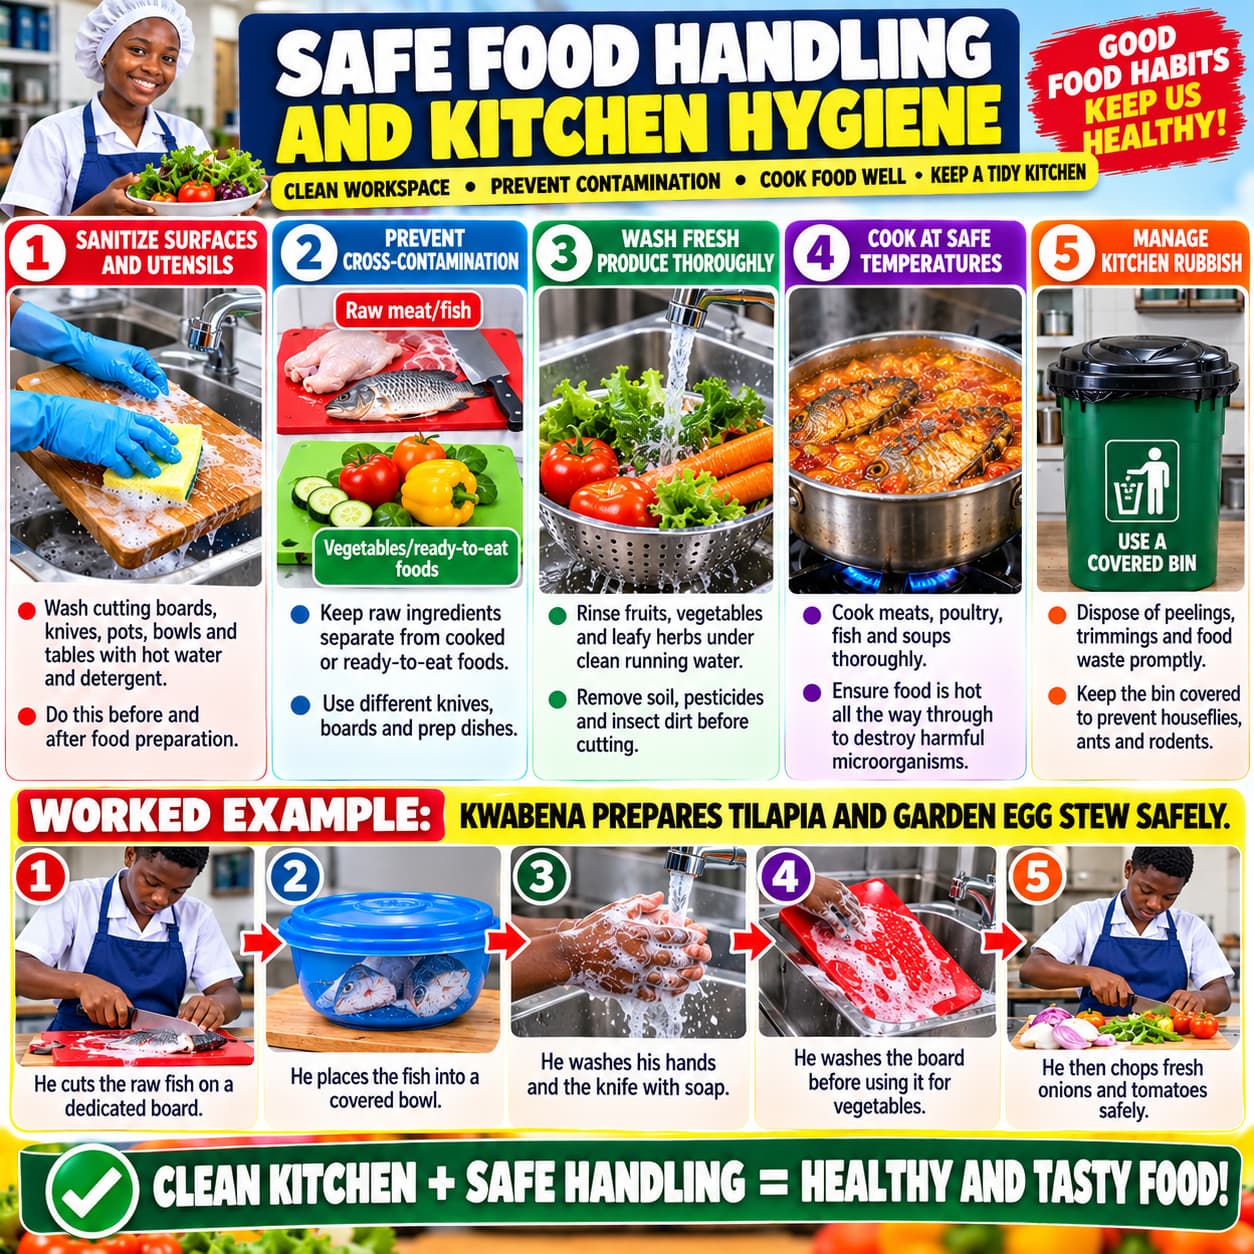 SAFE FOOD HANDLING
AND KITCHEN HYGIENE
CLEAN WORKSPACE • PREVENT CONTAMINATION • COOK FOOD WELL • KEEP A TIDY KITCHEN
GOOD
FOOD HABITS
KEEP US
HEALTHY!
1 SANITIZE SURFACES
AND UTENSILS
Wash cutting boards,
knives, pots, bowls and
tables with hot water
and detergent.
Do this before and
after food preparation.
2 PREVENT
CROSS-CONTAMINATION
Raw meat/fish
Vegetables/ready-to-eat
foods
Keep raw ingredients
separate from cooked
or ready-to-eat foods.
Use different knives,
boards and prep dishes.
3 WASH FRESH
PRODUCE THOROUGHLY
Rinse fruits, vegetables
and leafy herbs under
clean running water.
Remove soil, pesticides
and insect dirt before
cutting.
4 COOK AT SAFE
TEMPERATURES
Cook meats, poultry,
fish and soups
thoroughly.
Ensure food is hot
all the way through
to destroy harmful
microorganisms.
5 MANAGE
KITCHEN RUBBISH
USE A
COVERED BIN
Dispose of peelings,
trimmings and food
waste promptly.
Keep the bin covered
to prevent houseflies,
ants and rodents.
WORKED EXAMPLE: KWABENA PREPARES TILAPIA AND GARDEN EGG STEW SAFELY.
1
He cuts the raw fish on a
dedicated board.
2
He places the fish into a
covered bowl.
3
He washes his hands
and the knife with soap.
4
He washes the board
before using it for
vegetables.
5
He then chops fresh
onions and tomatoes
safely.
CLEAN KITCHEN + SAFE HANDLING = HEALTHY AND TASTY FOOD!